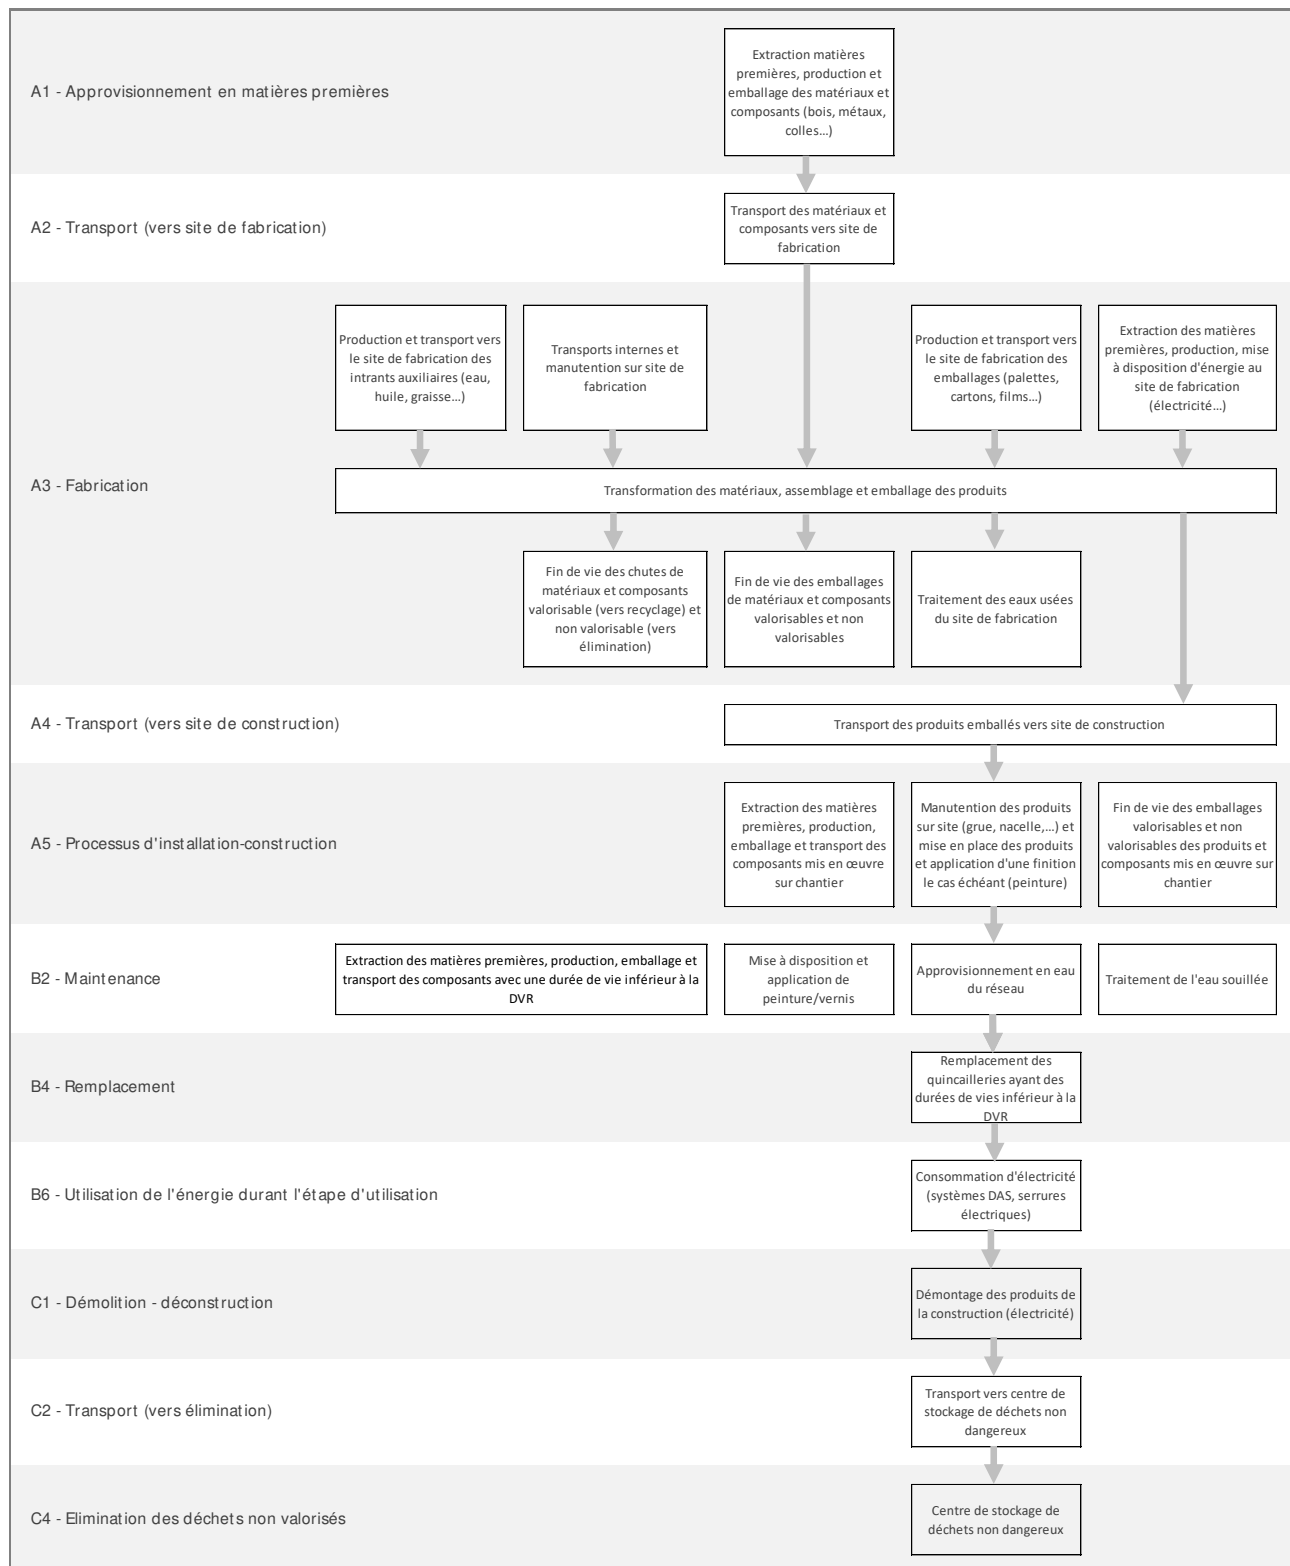 A1 - Approvisionnement en matières premières
Extraction matières
premières, production et
emballage des matériaux et
composants (bois, métaux,
colles…)
A2 - Transport (vers site de fabrication)
Transport des matériaux et
composants vers site de
fabrication
A3 - Fabrication
Production et transport vers
le site de fabrication des
intrants auxiliaires (eau,
huile, graisse…)
Transports internes et
manutention sur site de
fabrication
Production et transport vers
le site de fabrication des
emballages (palettes,
cartons, films…)
Extraction des matières
premières, production, mise
à disposition d'énergie au
site de fabrication
(électricité…)
Transformation des matériaux, assemblage et emballage des produits
Fin de vie des chutes de
matériaux et composants
valorisable (vers recyclage) et
non valorisable (vers
élimination)
Fin de vie des emballages
de matériaux et composants
valorisables et non
valorisables
Traitement des eaux usées
du site de fabrication
A4 - Transport (vers site de construction)
Transport des produits emballés vers site de construction
A5 - Processus d'installation-construction
Extraction des matières
premières, production,
emballage et transport des
composants mis en œuvre
sur chantier
Manutention des produits
sur site (grue, nacelle,…) et
mise en place des produits
et application d'une finition
le cas échéant (peinture)
Fin de vie des emballages
valorisables et non
valorisables des produits et
composants mis en œuvre sur
chantier
B2 - Maintenance
Extraction des matières premières, production, emballage et
transport des composants avec une durée de vie inférieur à la
DVR
Mise à disposition et
application de
peinture/vernis
Approvisionnement en eau
du réseau
Traitement de l'eau souillée
B4 - Remplacement
Remplacement des
quincailleries ayant des
durées de vies inférieur à la
DVR
B6 - Utilisation de l'énergie durant l'étape d'utilisation
Consommation d'électricité
(systèmes DAS, serrures
électriques)
C1 - Démolition - déconstruction
Démontage des produits de
la construction (électricité)
C2 - Transport (vers élimination)
Transport vers centre de
stockage de déchets non
dangereux
C4 - Elimination des déchets non valorisés
Centre de stockage de
déchets non dangereux